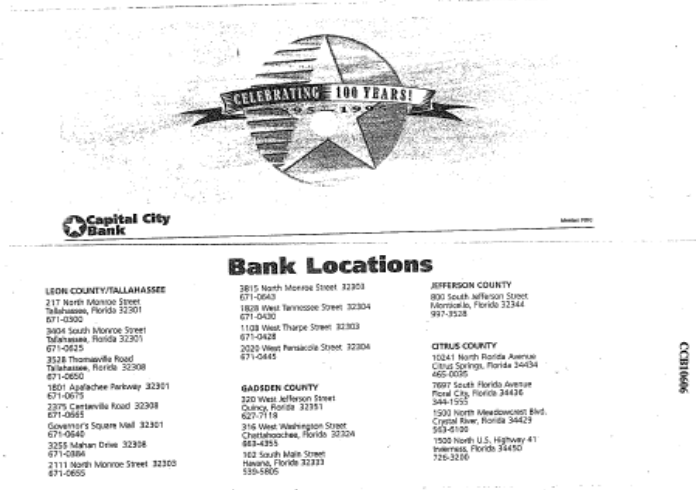 CELEBRATING 100 YEARS!
Capital City
Bank
Member FDIC
Bank Locations
LEON COUNTY/TALLAHASSEE
217 North Monroe Street
Tallahassee, Florida 32301
671-0300
3404 South Monroe Street
Tallahassee, Florida 32301
671-0625
3528 Thomasville Road
Tallahassee, Florida 32308
671-0650
1801 Apalachee Parkway 32301
671-0675
2375 Centerville Road 32308
671-0665
Governor's Square Mall 32301
671-0640
3255 Mahan Drive 32308
671-0384
2111 North Monroe Street 32303
671-0655
3815 North Monroe Street 32303
671-0643
1828 West Tennessee Street 32304
671-0430
1108 West Tharpe Street 32303
671-0428
2020 West Pensacola Street 32304
671-0445
GADSDEN COUNTY
320 West Jefferson Street
Quincy, Florida 32351
627-7118
316 West Washington Street
Chattahoochee, Florida 32324
663-4355
102 South Main Street
Havana, Florida 32333
539-5805
JEFFERSON COUNTY
800 South Jefferson Street
Monticello, Florida 32344
997-3528
CITRUS COUNTY
10241 North Florida Avenue
Citrus Springs, Florida 34434
465-0035
7697 South Florida Avenue
Floral City, Florida 34436
344-1555
1500 North Meadowcrest Blvd.
Crystal River, Florida 34429
563-6100
1500 North U.S. Highway 41
Inverness, Florida 34450
726-3200
CCB10606